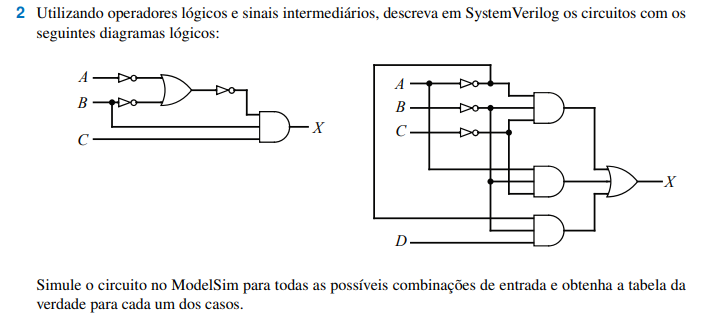 2 Utilizando operadores lógicos e sinais intermediários, descreva em SystemVerilog os circuitos com os
seguintes diagramas lógicos:
A
B
C
X
A
B
C
D
X
Simule o circuito no ModelSim para todas as possíveis combinações de entrada e obtenha a tabela da
verdade para cada um dos casos.